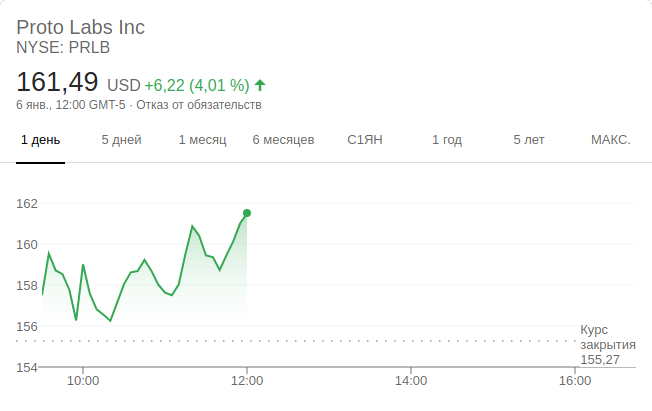 Proto Labs Inc
NYSE: PRLB
161,49 USD +6,22 (4,01 %)
6 янв., 12:00 GMT-5 · Отказ от обязательств
1 день 5 дней 1 месяц 6 месяцев С1ЯН 1 год 5 лет МАКС.
162
160
158
156
Курс
закрытия
155,27
154
10:00 12:00 14:00 16:00